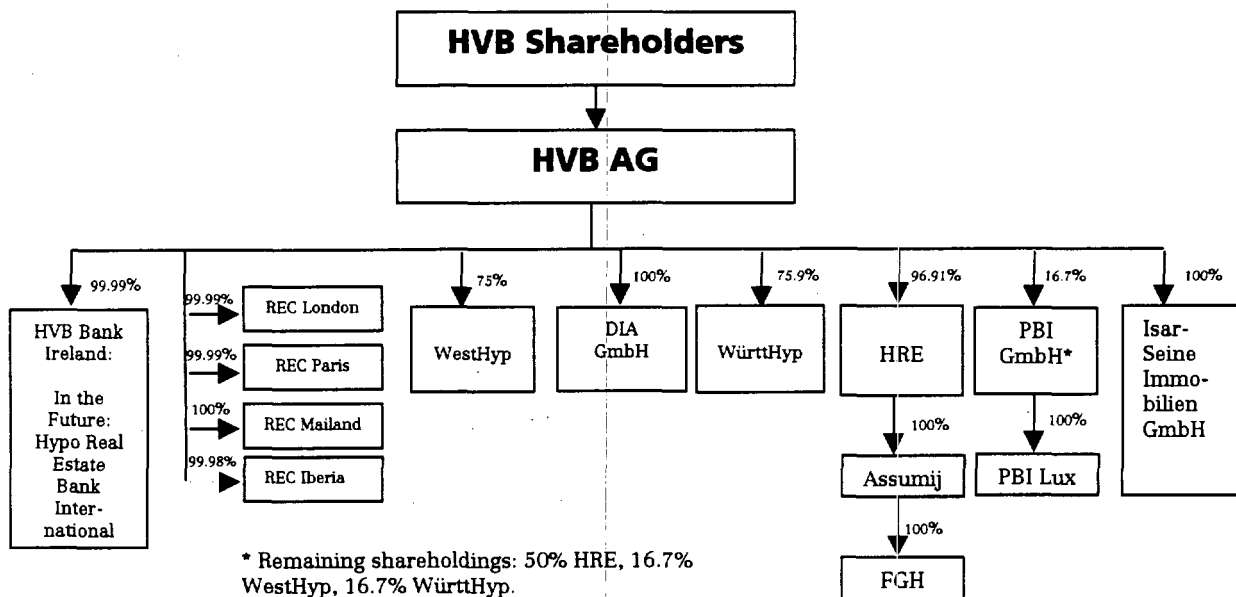 HVB Shareholders
HVB AG
99.99%
HVB Bank
Ireland:
In the
Future:
Hypo Real
Estate
Bank
Inter-
national
99.99%
REC London
99.99%
REC Paris
100%
REC Mailand
99.98%
REC Iberia
75%
WestHyp
100%
DIA
GmbH
75.9%
WürttHyp
96.91%
HRE
100%
Assumij
100%
FGH
16.7%
PBI
GmbH*
100%
PBI Lux
100%
Isar-
Seine
Immo-
bilien
GmbH
* Remaining shareholdings: 50% HRE, 16.7%
WestHyp, 16.7% WürttHyp.